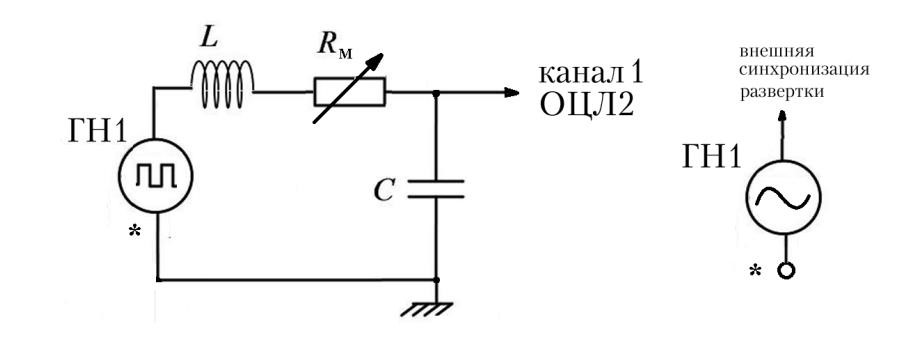 L
Rм
канал 1
ОЦЛ2
ГН1
*
C
внешняя
синхронизация
развертки
ГН1
*